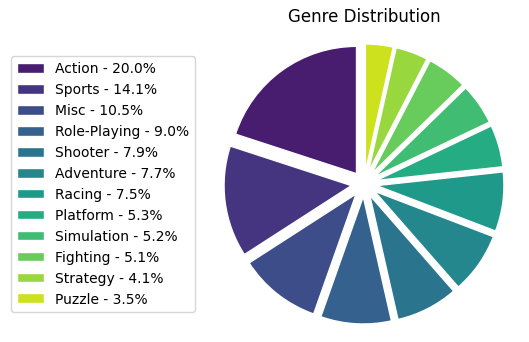 Genre Distribution
Action - 20.0%
Sports - 14.1%
Misc - 10.5%
Role-Playing - 9.0%
Shooter - 7.9%
Adventure - 7.7%
Racing - 7.5%
Platform - 5.3%
Simulation - 5.2%
Fighting - 5.1%
Strategy - 4.1%
Puzzle - 3.5%